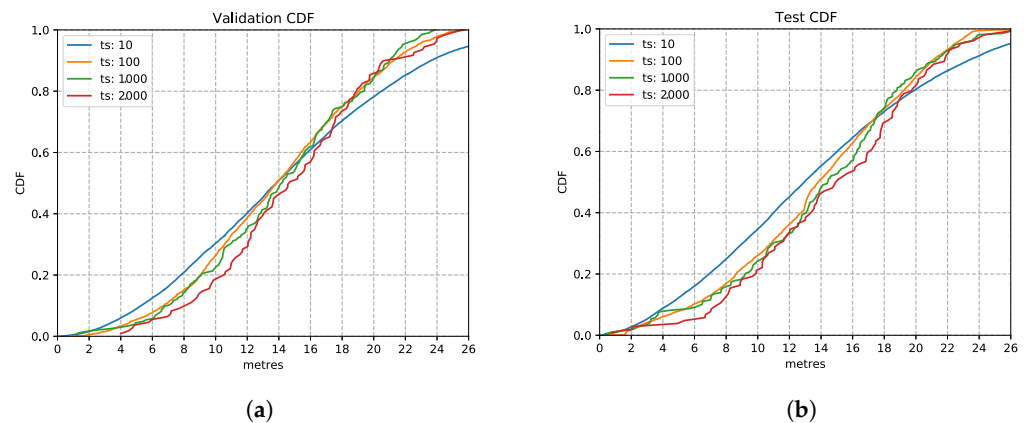 Validation CDF
1.0
0.8
0.6
0.4
0.2
0.0
CDF
ts: 10
ts: 100
ts: 1000
ts: 2000
0 2 4 6 8 10 12 14 16 18 20 22 24 26
metres
(a)
Test CDF
1.0
0.8
0.6
0.4
0.2
0.0
CDF
ts: 10
ts: 100
ts: 1000
ts: 2000
0 2 4 6 8 10 12 14 16 18 20 22 24 26
metres
(b)